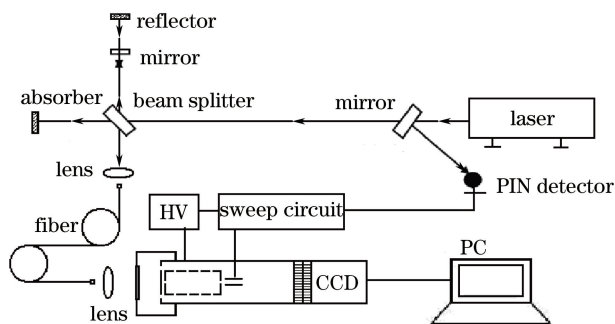 reflector
mirror
absorber
beam splitter
mirror
laser
lens
PIN detector
fiber
HV
sweep circuit
PC
CCD
lens